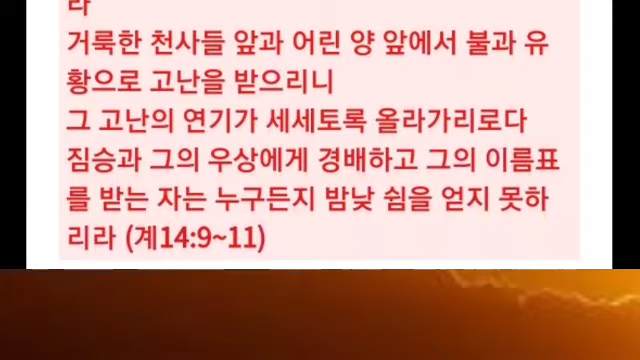 라
거룩한 천사들 앞과 어린 양 앞에서 불과 유
황으로 고난을 받으리니
그 고난의 연기가 세세토록 올라가리로다
짐승과 그의 우상에게 경배하고 그의 이름표
를 받는 자는 누구든지 밤낮 쉼을 얻지 못하
리라 (계14:9~11)